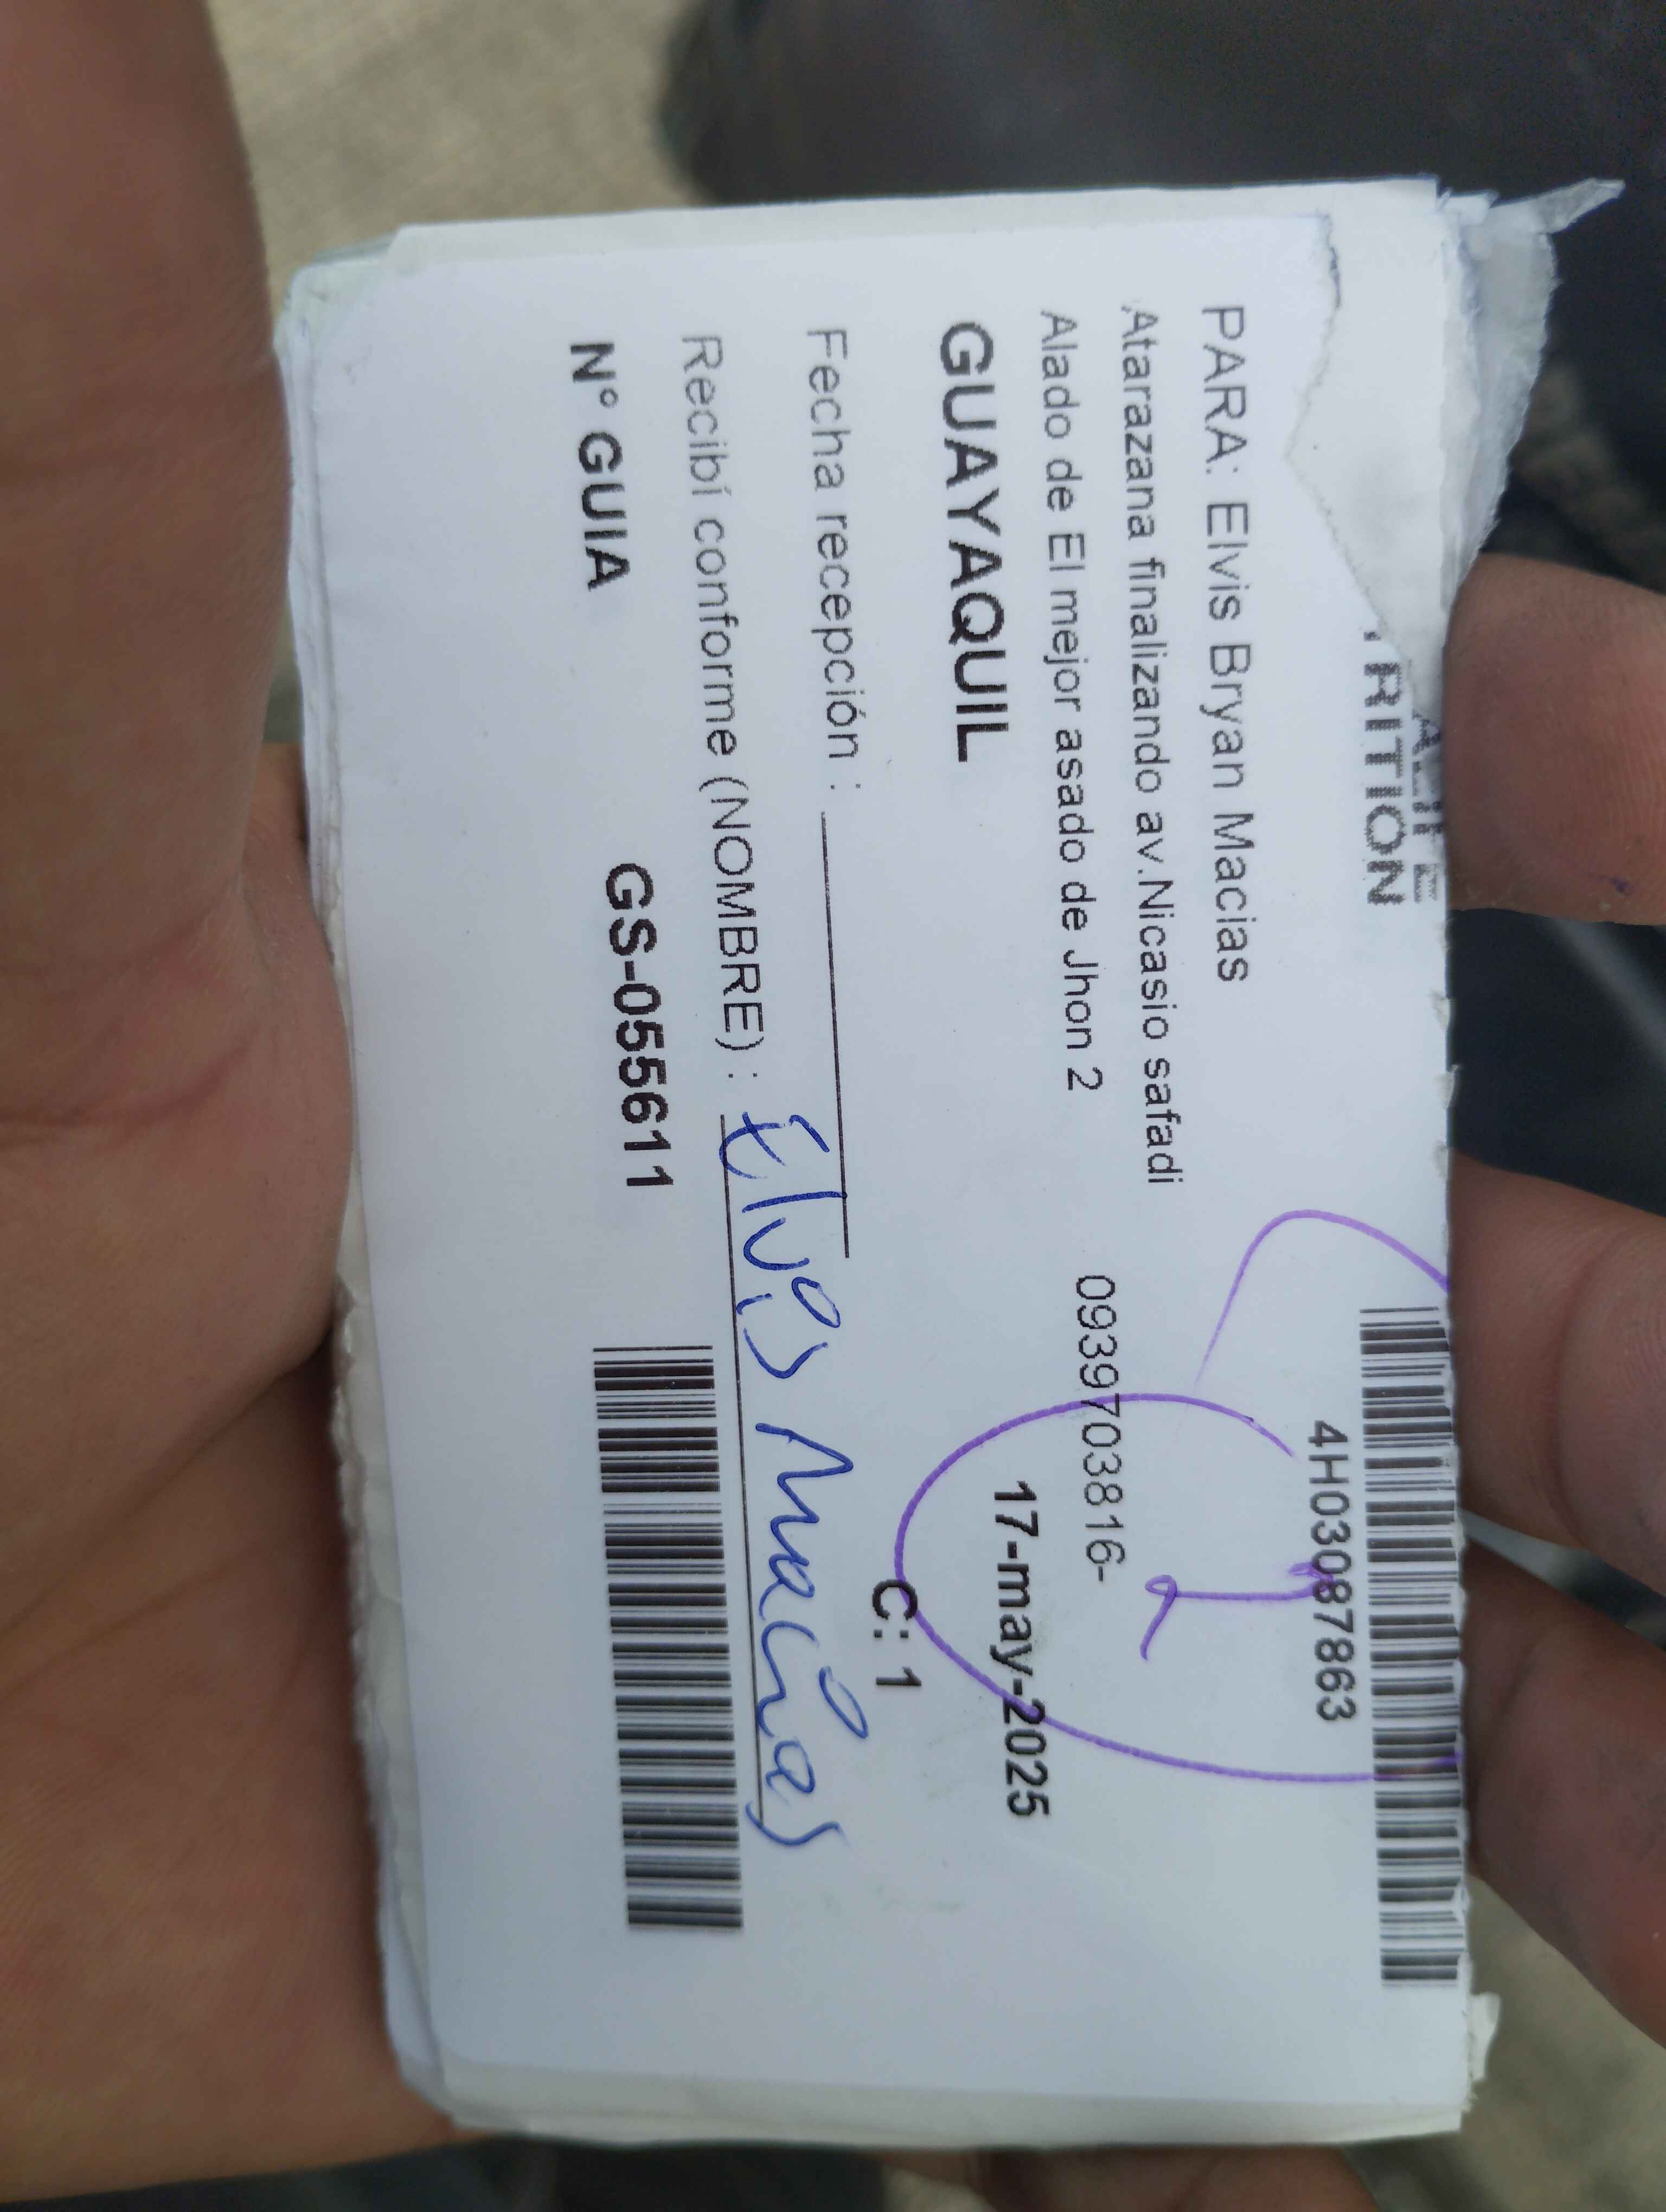 TRITION
4H03087863
PARA: Elvis Bryan Macias
Atarazana finalizando av.Nicasio safadi
Alado de El mejor asado de Jhon 2 0939703816-
GUAYAQUIL 17-may-2025
C: 1
Fecha recepción :
Recibí conforme (NOMBRE) : Elvis Macias
N° GUIA GS-055611